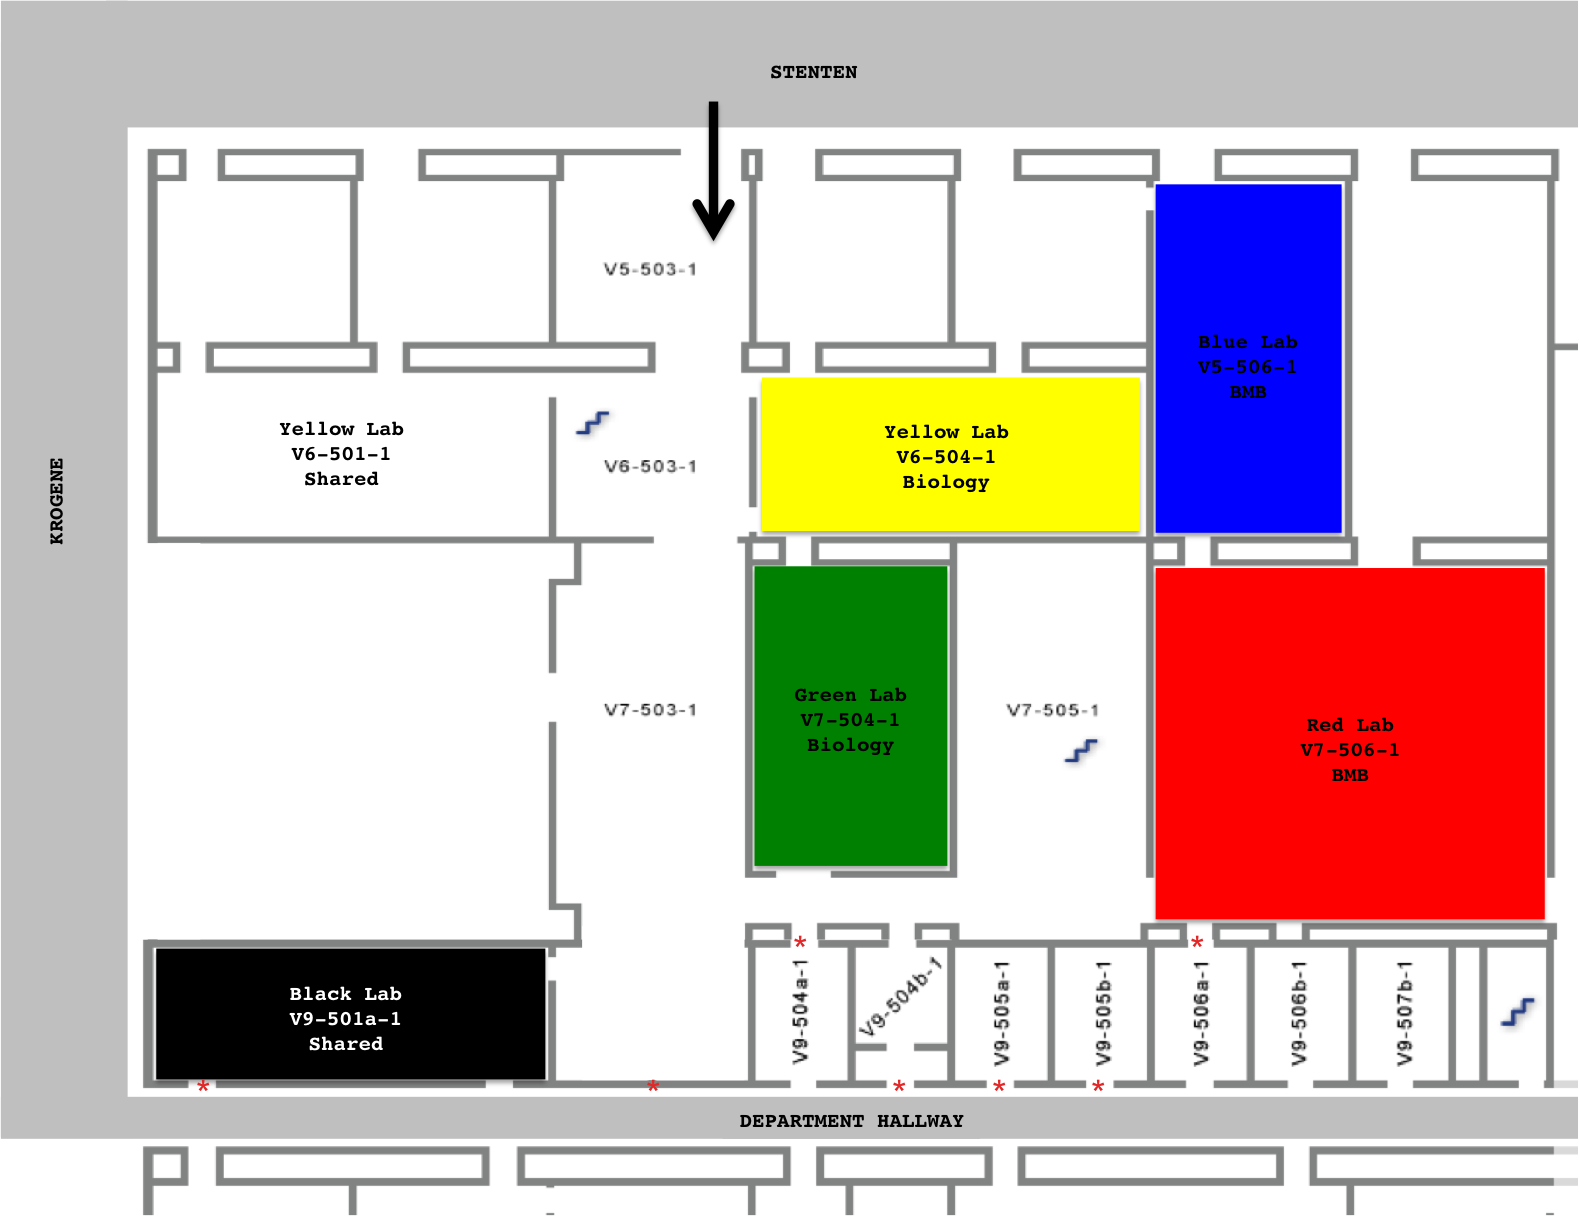 STENTEN
KROGENE
V5-503-1
Blue Lab
V5-506-1
BMB
Yellow Lab
V6-501-1
Shared
V6-503-1
Yellow Lab
V6-504-1
Biology
V7-503-1
Green Lab
V7-504-1
Biology
V7-505-1
Red Lab
V7-506-1
BMB
Black Lab
V9-501a-1
Shared
*
*
V9-504a-1
V9-504b-1
V9-505a-1
V9-505b-1
V9-506a-1
V9-506b-1
V9-507b-1
*
*
*
*
*
DEPARTMENT HALLWAY